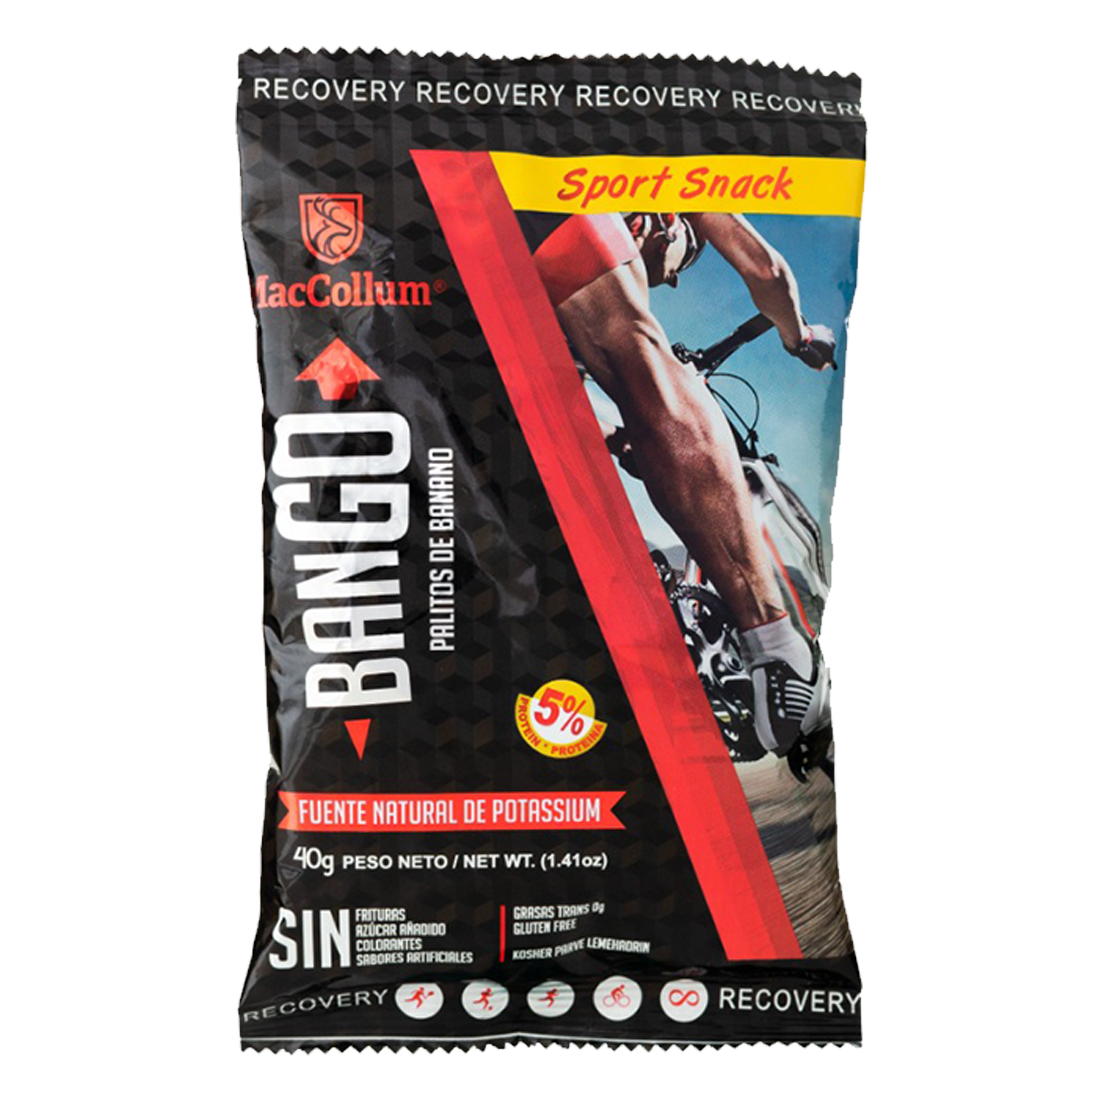 RECOVERY RECOVERY RECOVERY RECOVERY
Sport Snack
MacCollum®
BANGO
PALITOS DE BANANO
5%
PROTEIN • PROTEINA
FUENTE NATURAL DE POTASSIUM
40g PESO NETO / NET WT. (1.41oz)
SIN
FRITURAS
AZÚCAR AÑADIDO
COLORANTES
SABORES ARTIFICIALES
GRASAS TRANS 0g
GLUTEN FREE
KOSHER PARVE LEMEHADRIN
RECOVERY RECOVERY